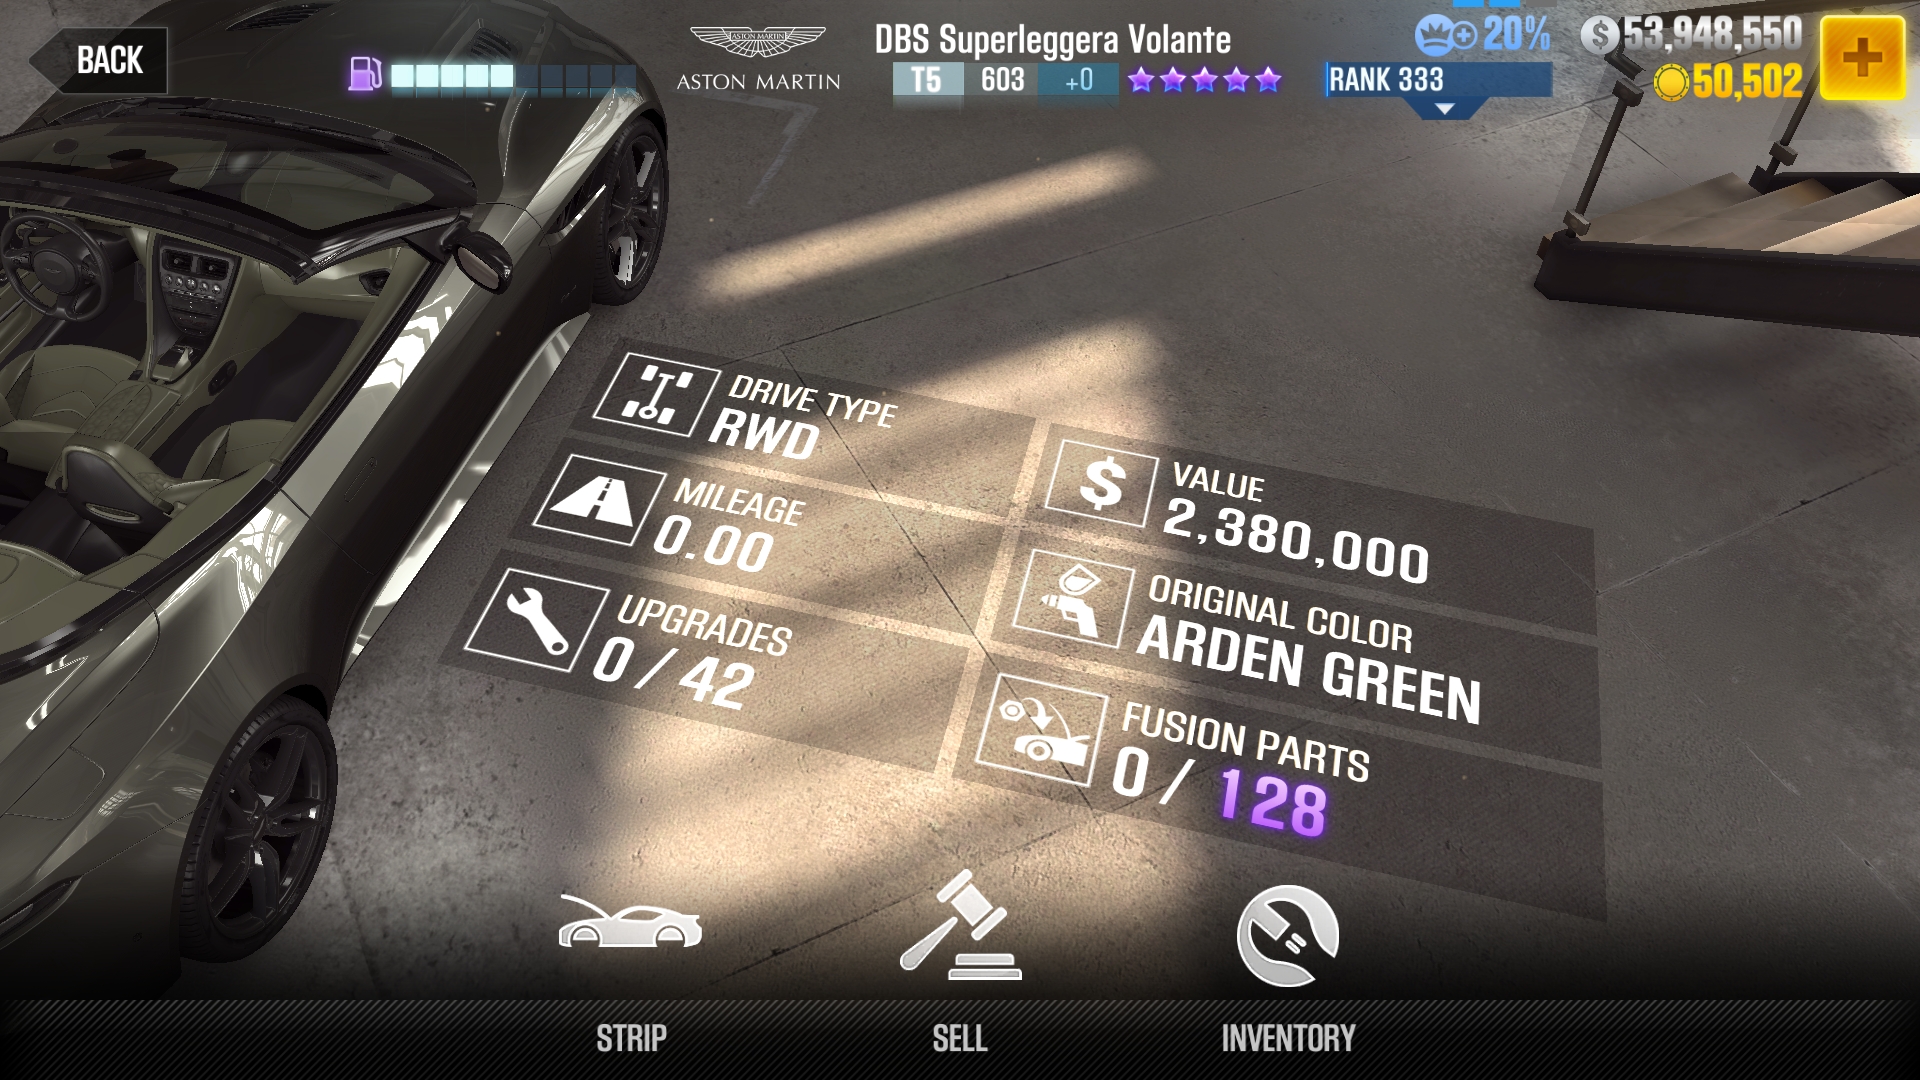 BACK
ASTON MARTIN
ASTON MARTIN
DBS Superleggera Volante
T5 603 +0
20%
RANK 333
53,948,550
50,502
DRIVE TYPE
RWD
MILEAGE
0.00
UPGRADES
0 / 42
VALUE
2,380,000
ORIGINAL COLOR
ARDEN GREEN
FUSION PARTS
0 / 128
STRIP
SELL
INVENTORY